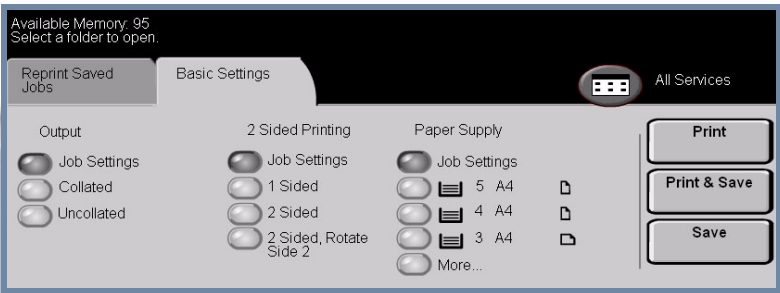 Available Memory: 95
Select a folder to open.
Reprint Saved
Jobs
Basic Settings
All Services
Output
Job Settings
Collated
Uncollated
2 Sided Printing
Job Settings
1 Sided
2 Sided
2 Sided, Rotate
Side 2
Paper Supply
Job Settings
5 A4
4 A4
3 A4
More...
Print
Print & Save
Save